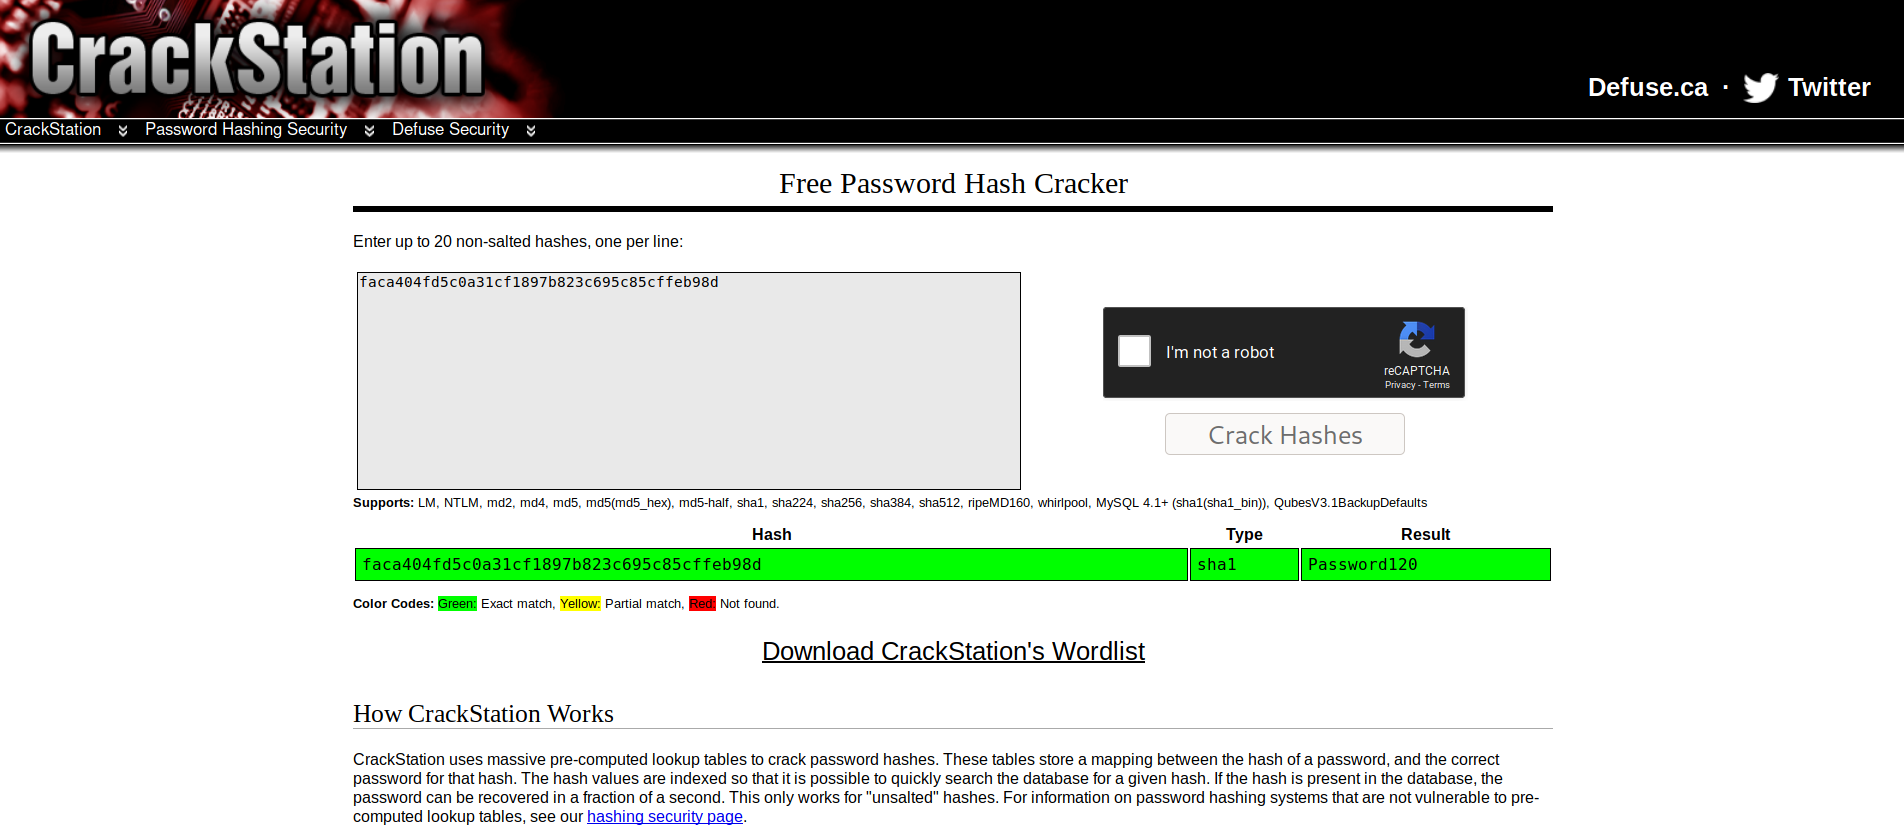 CrackStation
Defuse.ca · Twitter
CrackStation Password Hashing Security Defuse Security
Free Password Hash Cracker
Enter up to 20 non-salted hashes, one per line:
faca404fd5c0a31cf1897b823c695c85cffeb98d
I'm not a robot
reCAPTCHA
Privacy - Terms
Crack Hashes
Supports: LM, NTLM, md2, md4, md5, md5(md5_hex), md5-half, sha1, sha224, sha256, sha384, sha512, ripeMD160, whirlpool, MySQL 4.1+ (sha1(sha1_bin)), QubesV3.1BackupDefaults
Hash Type Result
faca404fd5c0a31cf1897b823c695c85cffeb98d sha1 Password120
Color Codes: Green: Exact match, Yellow: Partial match, Red: Not found.
Download CrackStation's Wordlist
How CrackStation Works
CrackStation uses massive pre-computed lookup tables to crack password hashes. These tables store a mapping between the hash of a password, and the correct
password for that hash. The hash values are indexed so that it is possible to quickly search the database for a given hash. If the hash is present in the database, the
password can be recovered in a fraction of a second. This only works for "unsalted" hashes. For information on password hashing systems that are not vulnerable to pre-
computed lookup tables, see our hashing security page.